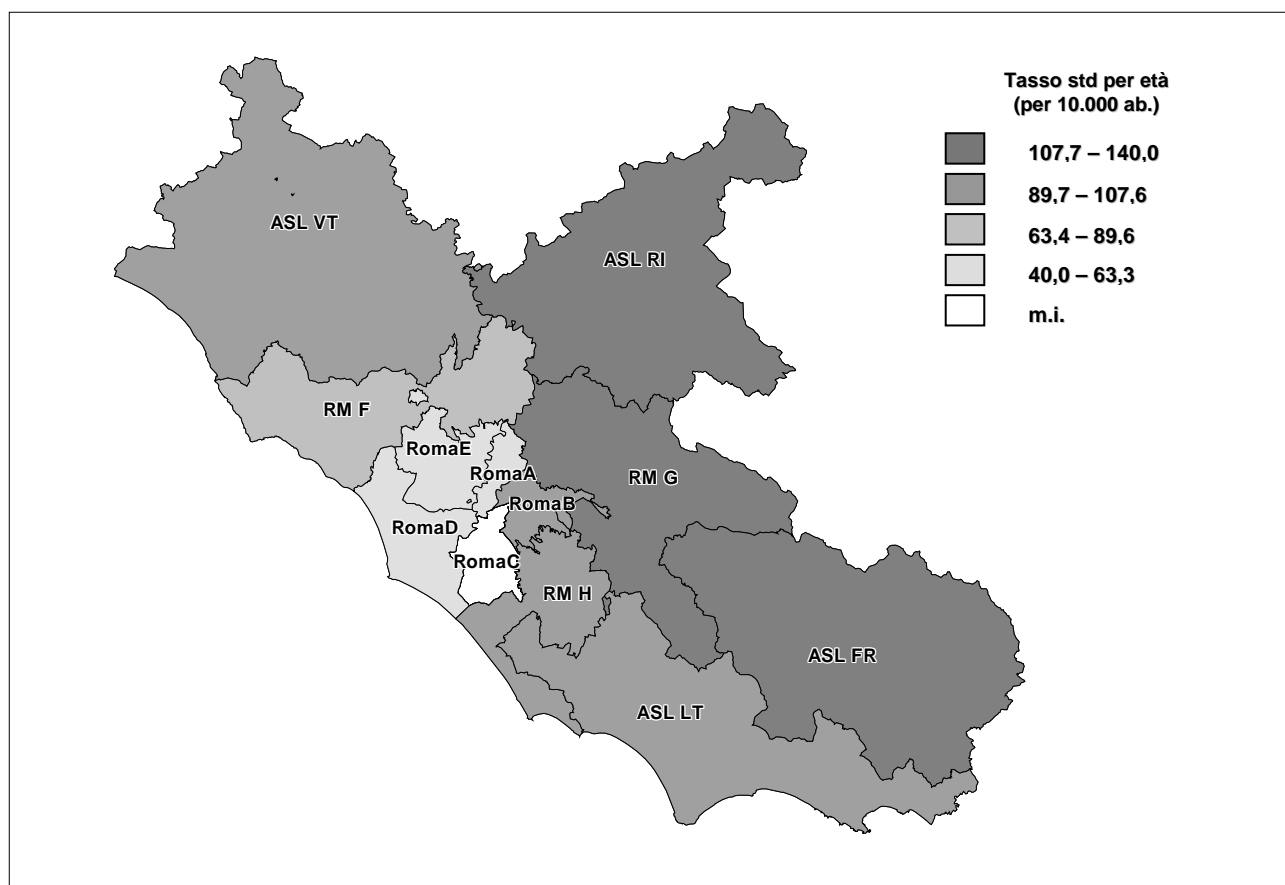 Tasso std per età
(per 10.000 ab.)
107,7 – 140,0
89,7 – 107,6
63,4 – 89,6
40,0 – 63,3
m.i.
ASL VT
ASL RI
RM F
RomaE
RomaA
RM G
RomaB
RomaD
RomaC
RM H
ASL FR
ASL LT